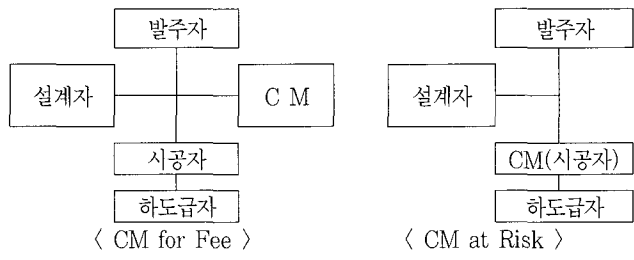 발주자
설계자
C M
시공자
하도급자
〈 CM for Fee 〉
발주자
설계자
CM(시공자)
하도급자
〈 CM at Risk 〉